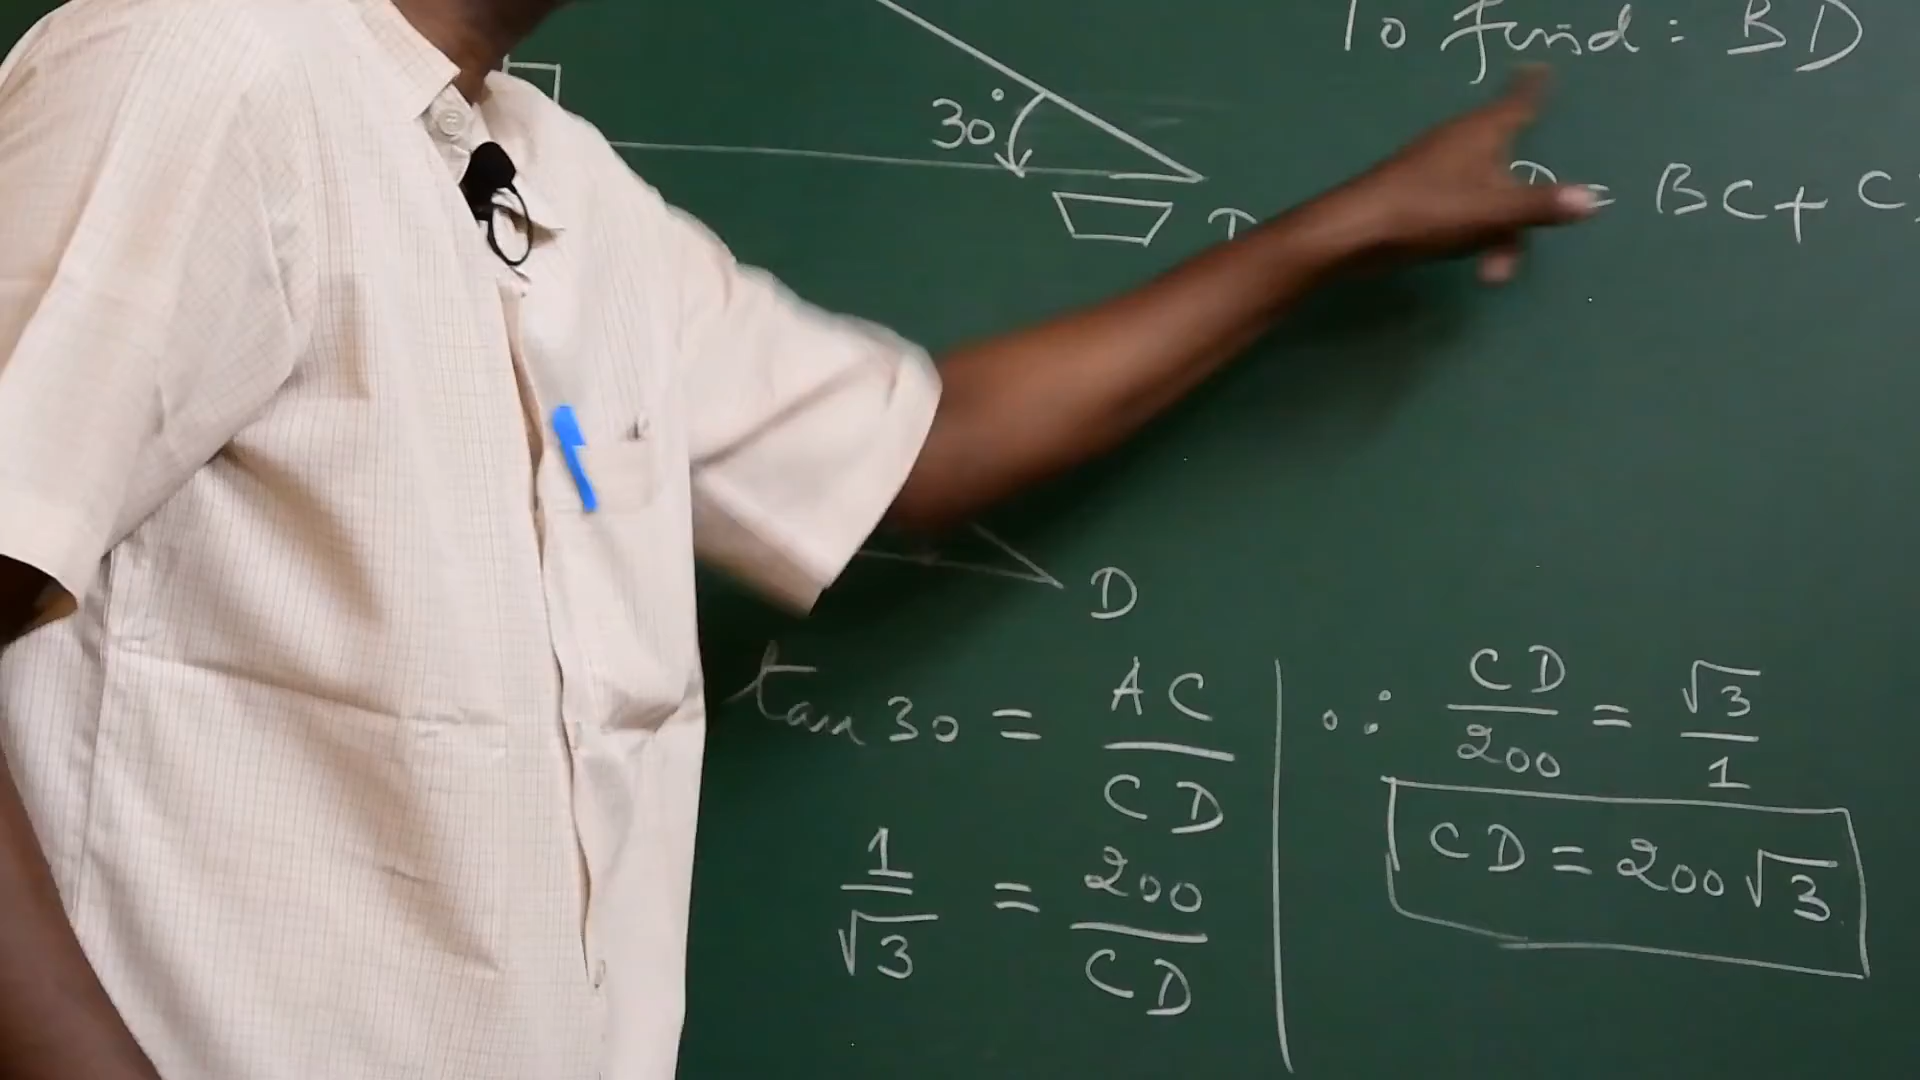 To find: BD
30°
= BC + C
D
tan 30 = AC/CD
1/√3 = 200/CD
∴ CD/200 = √3/1
CD = 200√3